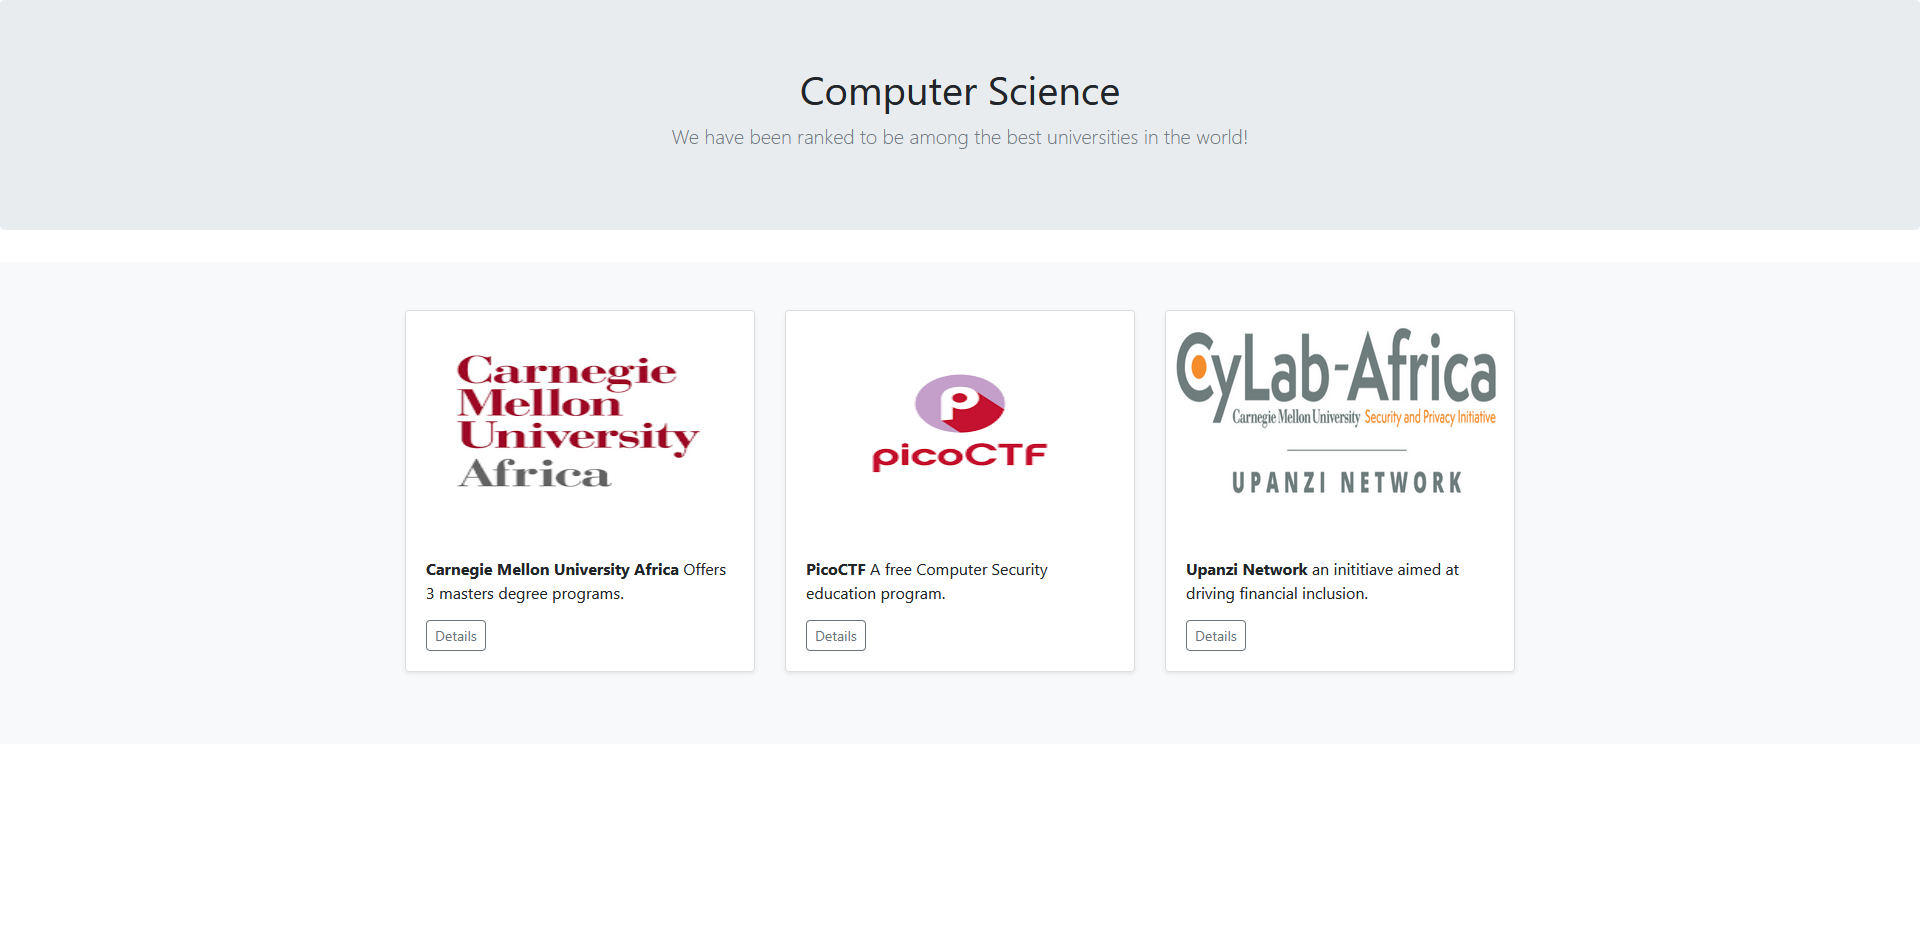 Computer Science
We have been ranked to be among the best universities in the world!
Carnegie
Mellon
University
Africa
Carnegie Mellon University Africa Offers
3 masters degree programs.
Details
picoCTF
PicoCTF A free Computer Security
education program.
Details
CyLab-Africa
Carnegie Mellon University Security and Privacy Initiative
UPANZI NETWORK
Upanzi Network an inititiave aimed at
driving financial inclusion.
Details